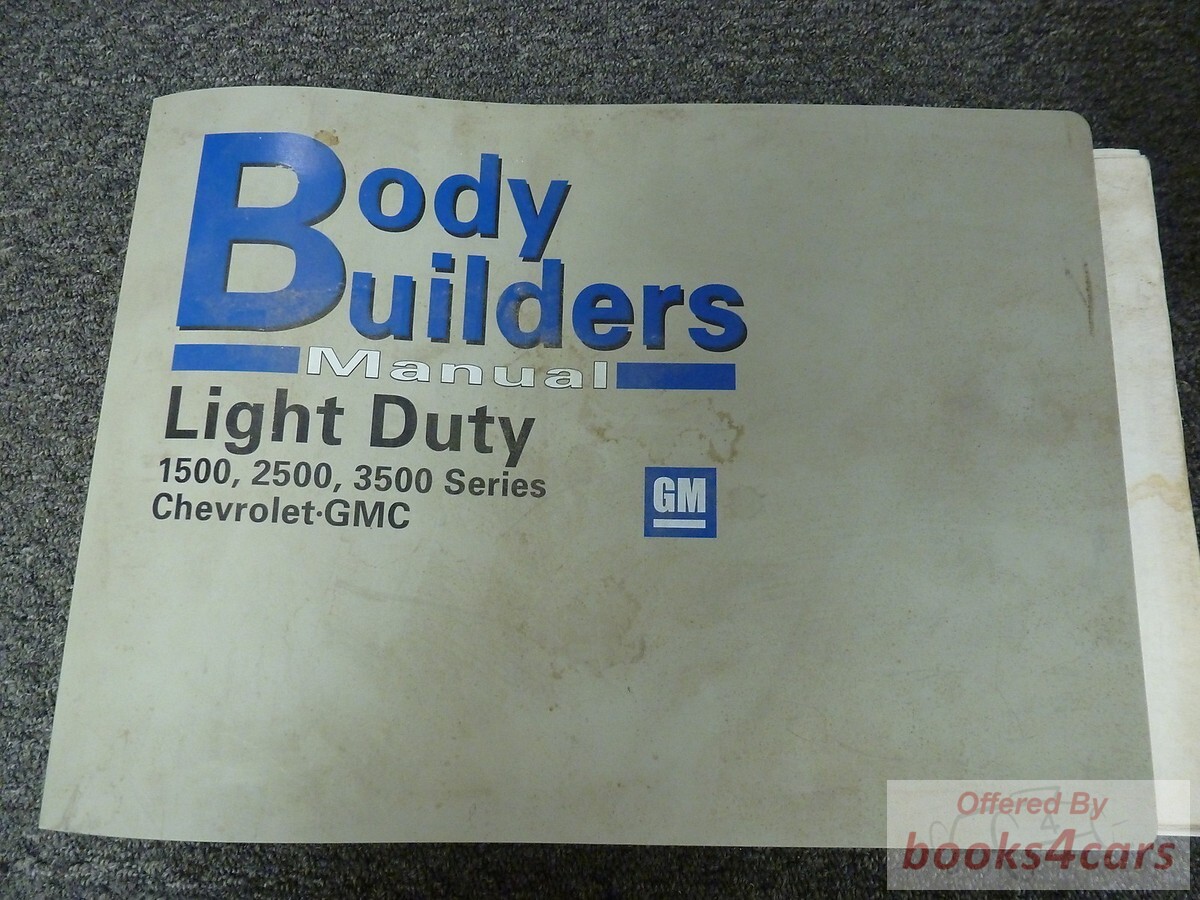 Body
Builders
Manual
Light Duty
1500, 2500, 3500 Series
Chevrolet·GMC
GM
Offered By
books4cars